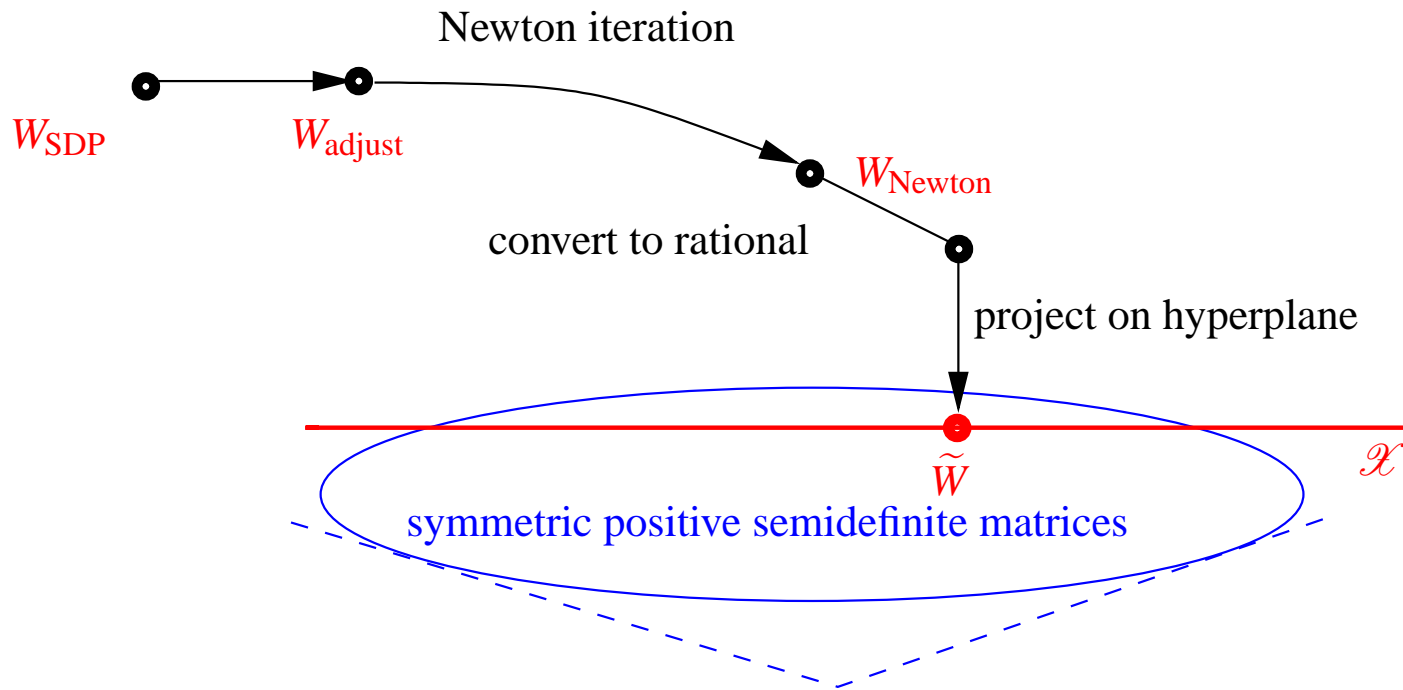 Newton iteration
W_SDP
W_adjust
W_Newton
convert to rational
project on hyperplane
𝒳
W̃
symmetric positive semidefinite matrices